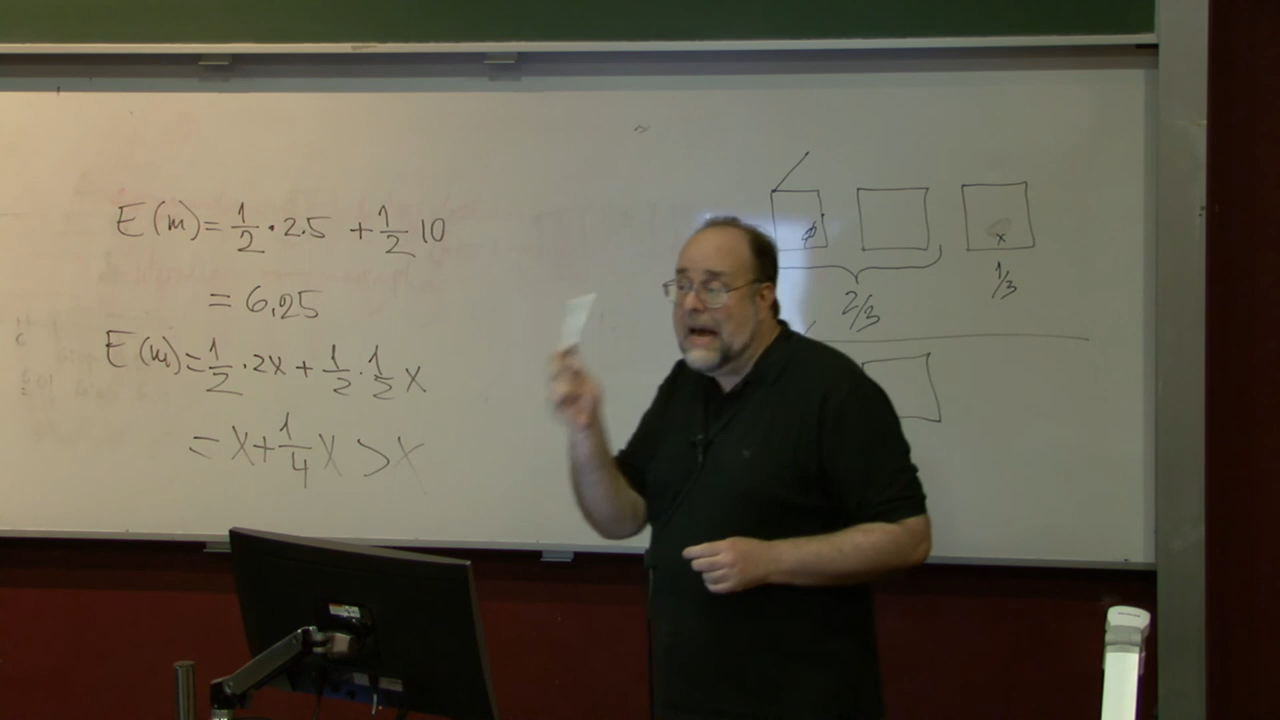 E(m) = 1/2 · 2.5 + 1/2 10
= 6,25
E(m) = 1/2 · 2x + 1/2 · 1/2 x
= x + 1/4 x > x
φ
x
2/3
1/3